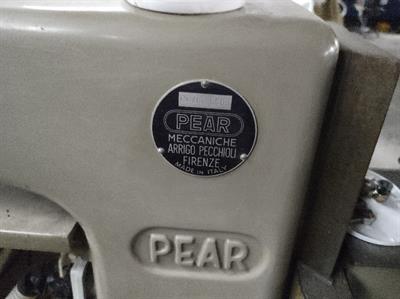 PEAR
MECCANICHE
ARRIGO PECCHIOLI
FIRENZE
MADE IN ITALY
PEAR